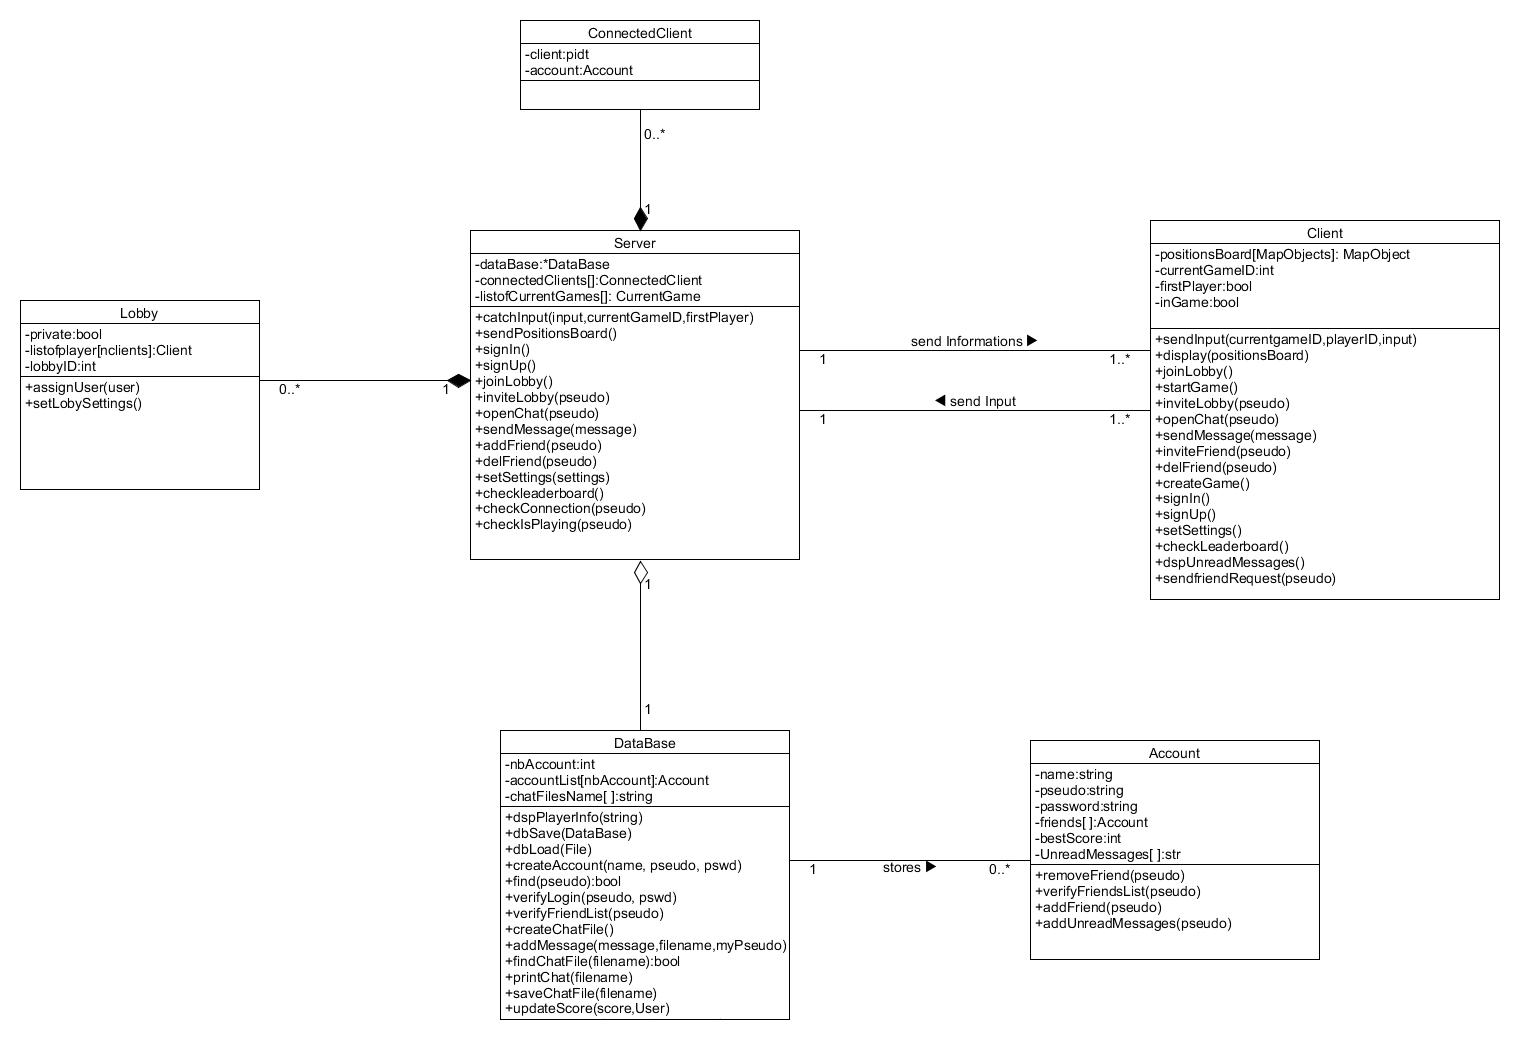 ConnectedClient
-client:pidt
-account:Account
0..*
1
Server
-dataBase:*DataBase
-connectedClients[]:ConnectedClient
-listofCurrentGames[]: CurrentGame
+catchInput(input,currentGameID,firstPlayer)
+sendPositionsBoard()
+signIn()
+signUp()
+joinLobby()
+inviteLobby(pseudo)
+openChat(pseudo)
+sendMessage(message)
+addFriend(pseudo)
+delFriend(pseudo)
+setSettings(settings)
+checkleaderboard()
+checkConnection(pseudo)
+checkIsPlaying(pseudo)
Lobby
-private:bool
-listofplayer[nclients]:Client
-lobbyID:int
+assignUser(user)
+setLobySettings()
0..*
1
send Informations ▶
1
1..*
◀ send Input
1
1..*
Client
-positionsBoard[MapObjects]: MapObject
-currentGameID:int
-firstPlayer:bool
-inGame:bool
+sendInput(currentgameID,playerID,input)
+display(positionsBoard)
+joinLobby()
+startGame()
+inviteLobby(pseudo)
+openChat(pseudo)
+sendMessage(message)
+inviteFriend(pseudo)
+delFriend(pseudo)
+createGame()
+signIn()
+signUp()
+setSettings()
+checkLeaderboard()
+dspUnreadMessages()
+sendfriendRequest(pseudo)
1
1
DataBase
-nbAccount:int
-accountList[nbAccount]:Account
-chatFilesName[ ]:string
+dspPlayerInfo(string)
+dbSave(DataBase)
+dbLoad(File)
+createAccount(name, pseudo, pswd)
+find(pseudo):bool
+verifyLogin(pseudo, pswd)
+verifyFriendList(pseudo)
+createChatFile()
+addMessage(message,filename,myPseudo)
+findChatFile(filename):bool
+printChat(filename)
+saveChatFile(filename)
+updateScore(score,User)
1
stores ▶
0..*
Account
-name:string
-pseudo:string
-password:string
-friends[ ]:Account
-bestScore:int
-UnreadMessages[ ]:str
+removeFriend(pseudo)
+verifyFriendsList(pseudo)
+addFriend(pseudo)
+addUnreadMessages(pseudo)